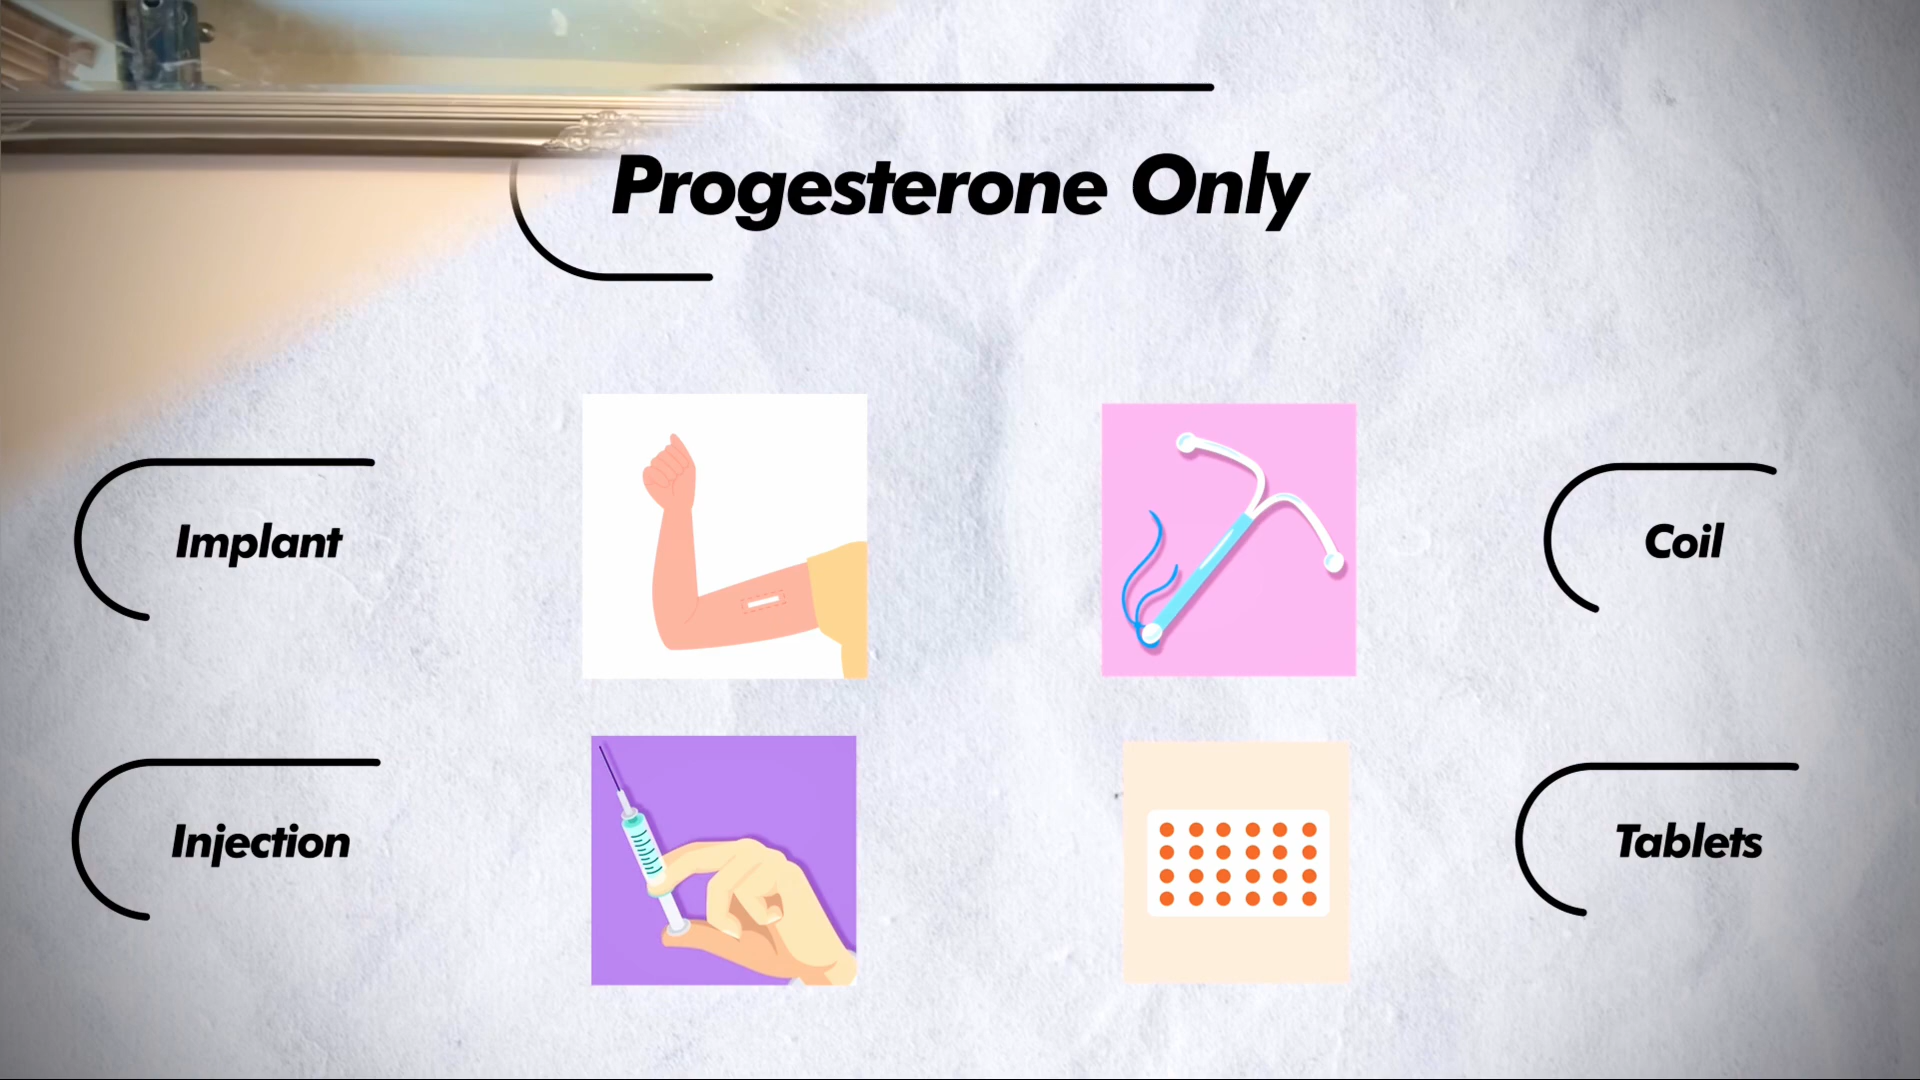 Progesterone Only
Implant
Coil
Injection
Tablets